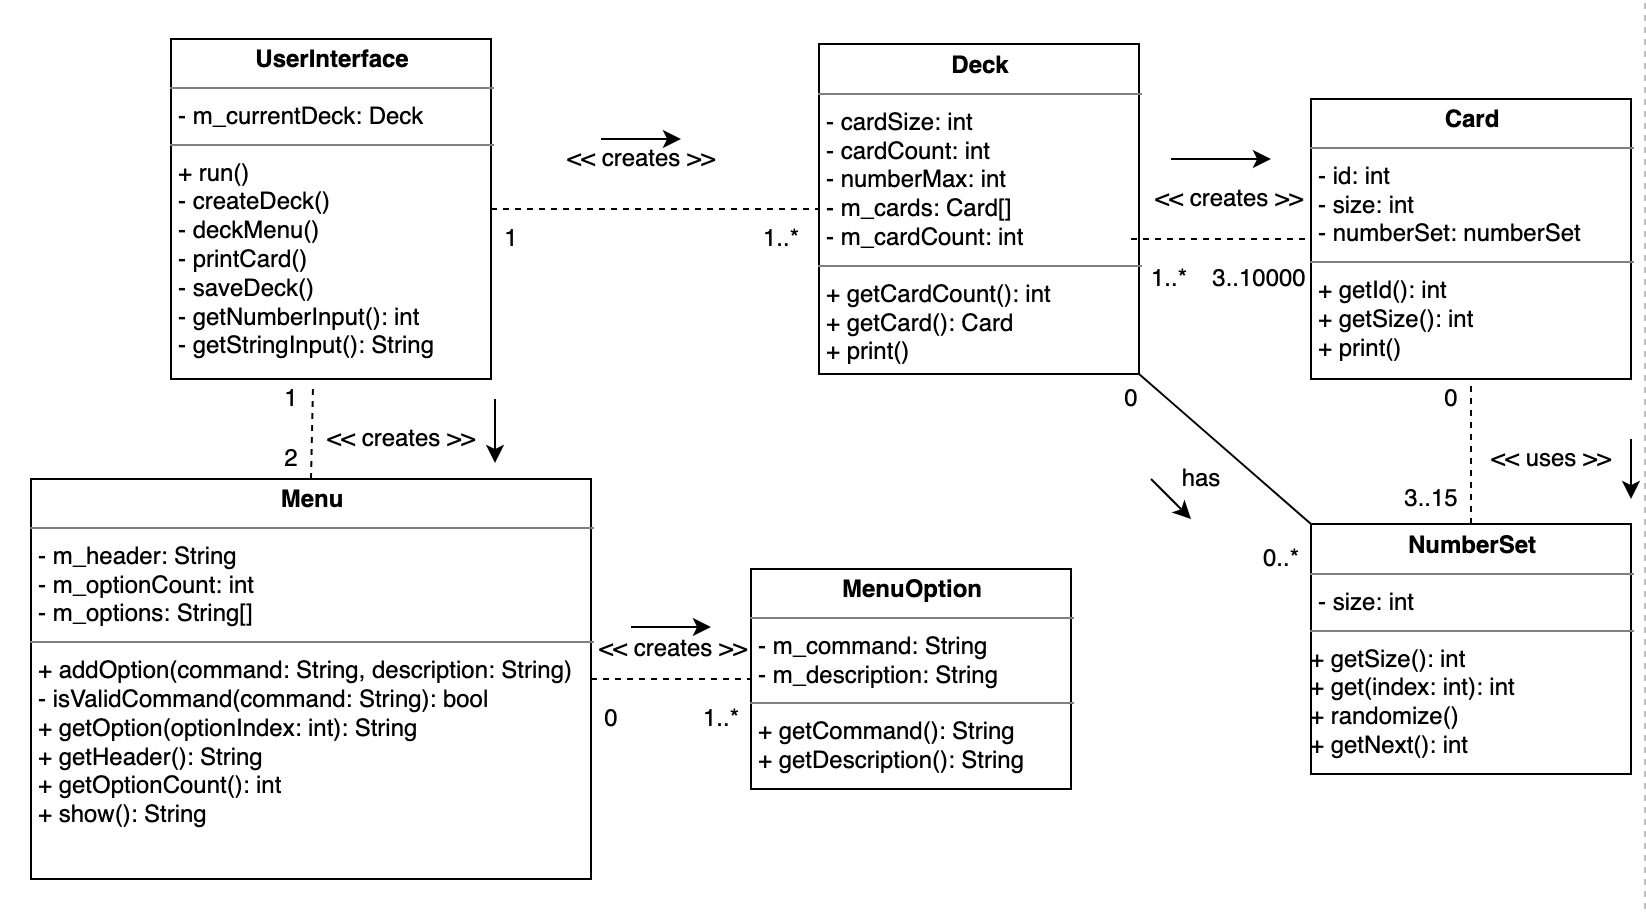 UserInterface
- m_currentDeck: Deck
+ run()
- createDeck()
- deckMenu()
- printCard()
- saveDeck()
- getNumberInput(): int
- getStringInput(): String
<< creates >>
1
1..*
Deck
- cardSize: int
- cardCount: int
- numberMax: int
- m_cards: Card[]
- m_cardCount: int
+ getCardCount(): int
+ getCard(): Card
+ print()
<< creates >>
1..*
3..10000
Card
- id: int
- size: int
- numberSet: numberSet
+ getId(): int
+ getSize(): int
+ print()
1
<< creates >>
2
0
has
0..*
0
<< uses >>
3..15
Menu
- m_header: String
- m_optionCount: int
- m_options: String[]
+ addOption(command: String, description: String)
- isValidCommand(command: String): bool
+ getOption(optionIndex: int): String
+ getHeader(): String
+ getOptionCount(): int
+ show(): String
<< creates >>
0
1..*
MenuOption
- m_command: String
- m_description: String
+ getCommand(): String
+ getDescription(): String
NumberSet
- size: int
+ getSize(): int
+ get(index: int): int
+ randomize()
+ getNext(): int